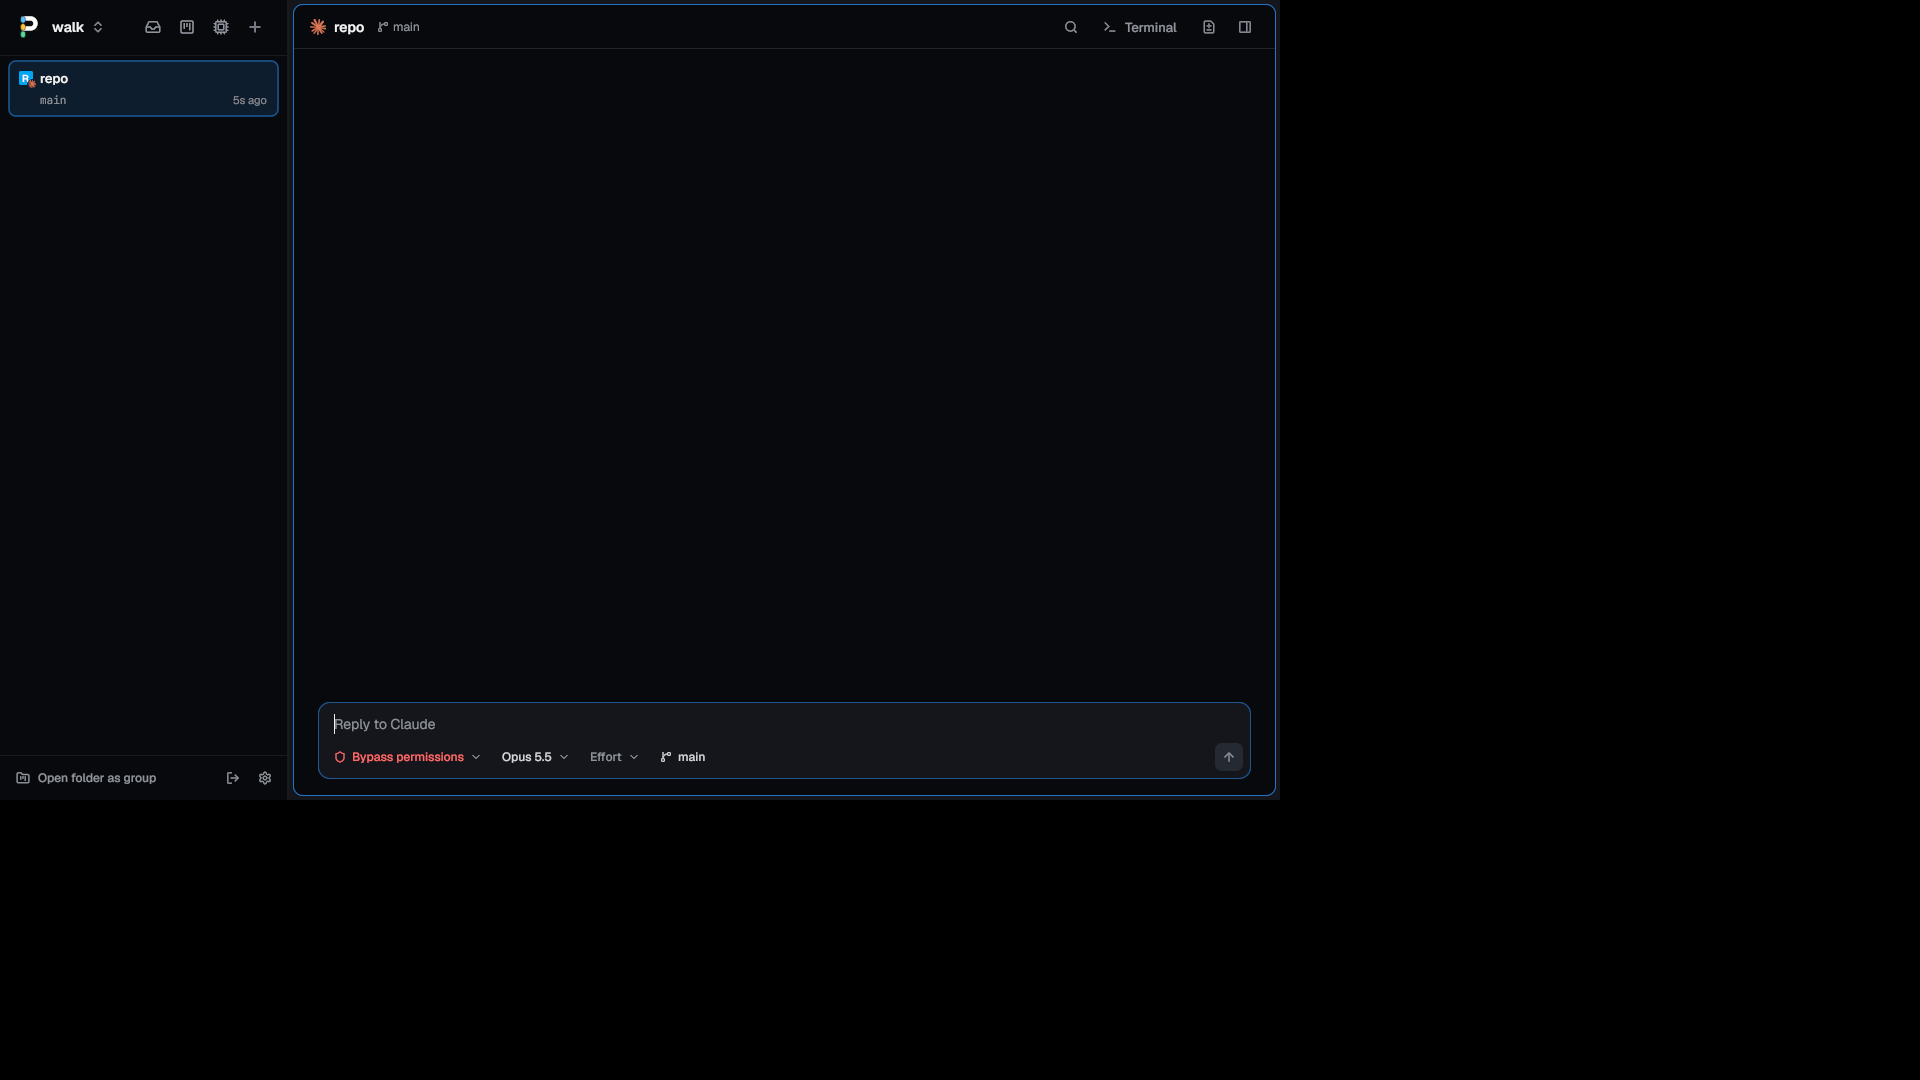 walk
repo
main
5s ago
Open folder as group
repo
main
Terminal
Reply to Claude
Bypass permissions
Opus 5.5
Effort
main